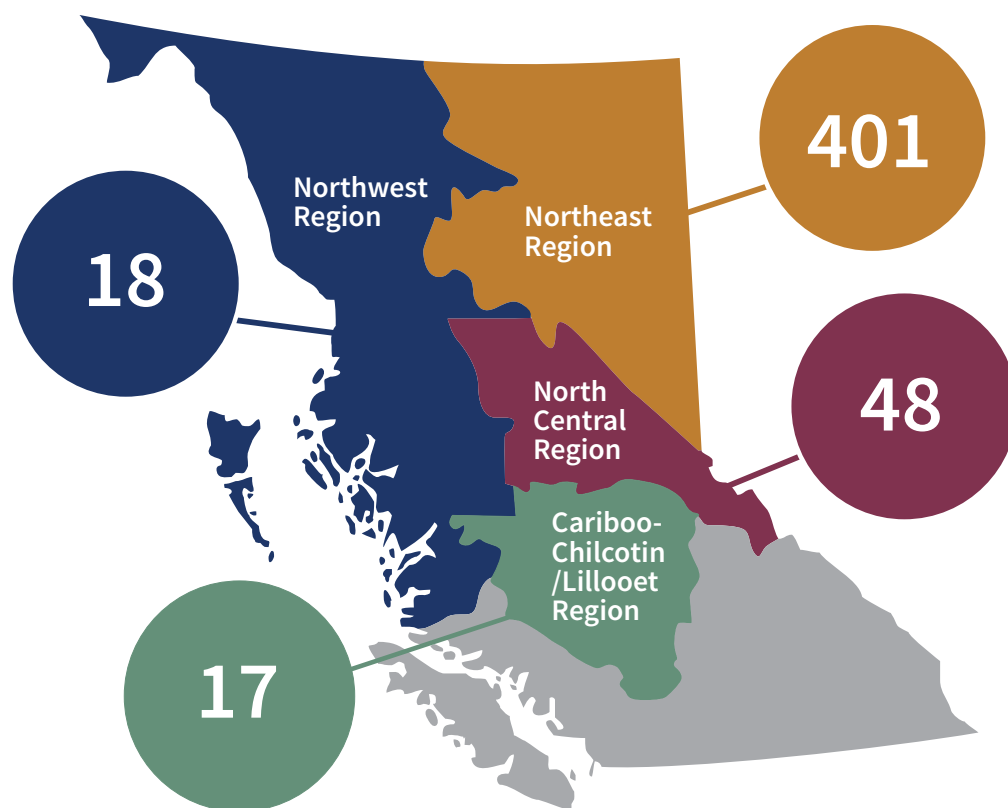 401
Northwest
Region
Northeast
Region
18
North
Central
Region
48
Cariboo-
Chilcotin
/Lillooet
Region
17